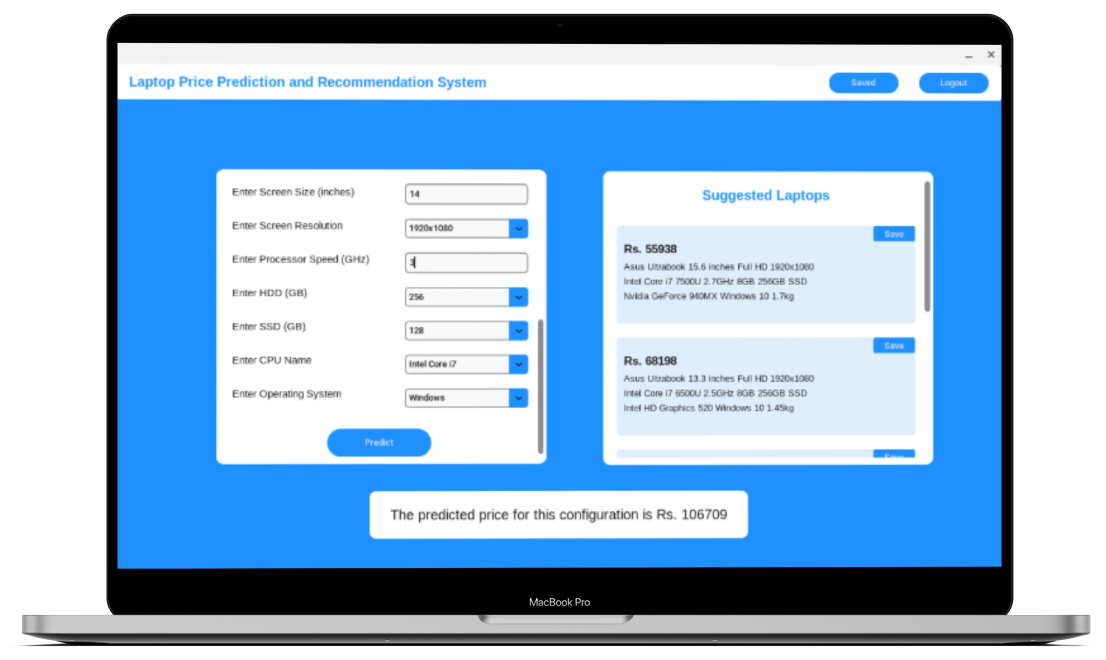 Laptop Price Prediction and Recommendation System
Saved
Logout
Enter Screen Size (inches)
14
Enter Screen Resolution
1920x1080
Enter Processor Speed (GHz)
3
Enter HDD (GB)
256
Enter SSD (GB)
128
Enter CPU Name
Intel Core i7
Enter Operating System
Windows
Predict
Suggested Laptops
Save
Rs. 55938
Asus Ultrabook 15.6 inches Full HD 1920x1080
Intel Core i7 7500U 2.7GHz 8GB 256GB SSD
Nvidia GeForce 940MX Windows 10 1.7kg
Save
Rs. 68198
Asus Ultrabook 13.3 inches Full HD 1920x1080
Intel Core i7 6500U 2.5GHz 8GB 256GB SSD
Intel HD Graphics 520 Windows 10 1.45kg
Save
The predicted price for this configuration is Rs. 106709
MacBook Pro